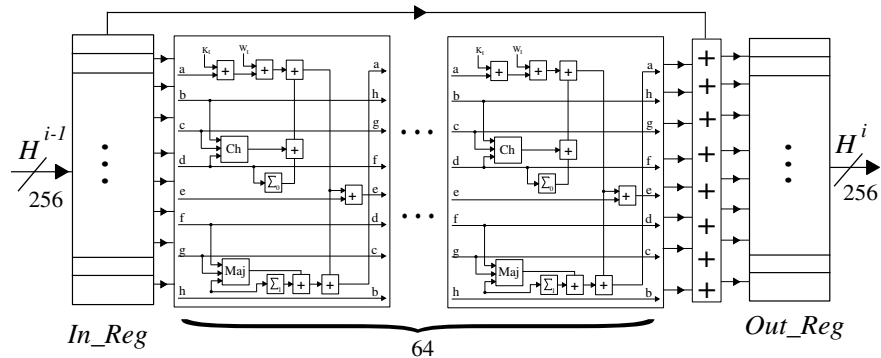 K_t W_t
a a
b h
c g
Ch
d f
Σ_0
e e
f d
g c
Maj
Σ_1
h b
K_t W_t
a a
b h
c g
Ch
d f
Σ_0
e e
f d
g c
Maj
Σ_1
h b
H^{i-1}
256
H^i
256
In_Reg
64
Out_Reg